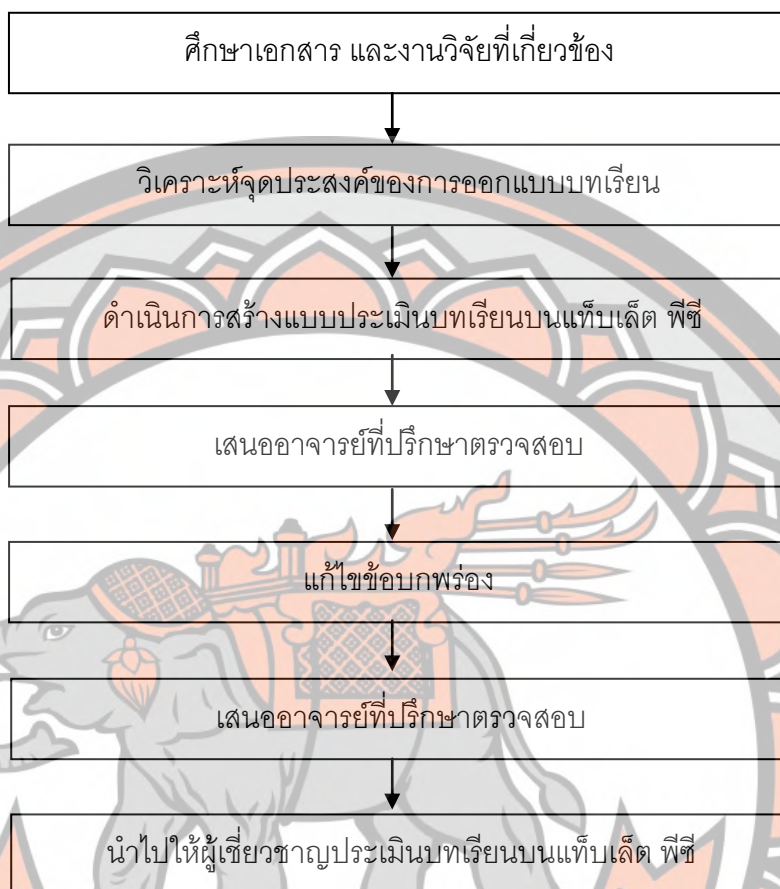 ศึกษาเอกสาร และงานวิจัยที่เกี่ยวข้อง
วิเคราะห์จุดประสงค์ของการออกแบบบทเรียน
ดำเนินการสร้างแบบประเมินบทเรียนบนแท็บเล็ต พีซี
เสนออาจารย์ที่ปรึกษาตรวจสอบ
แก้ไขข้อบกพร่อง
เสนออาจารย์ที่ปรึกษาตรวจสอบ
นำไปให้ผู้เชี่ยวชาญประเมินบทเรียนบนแท็บเล็ต พีซี